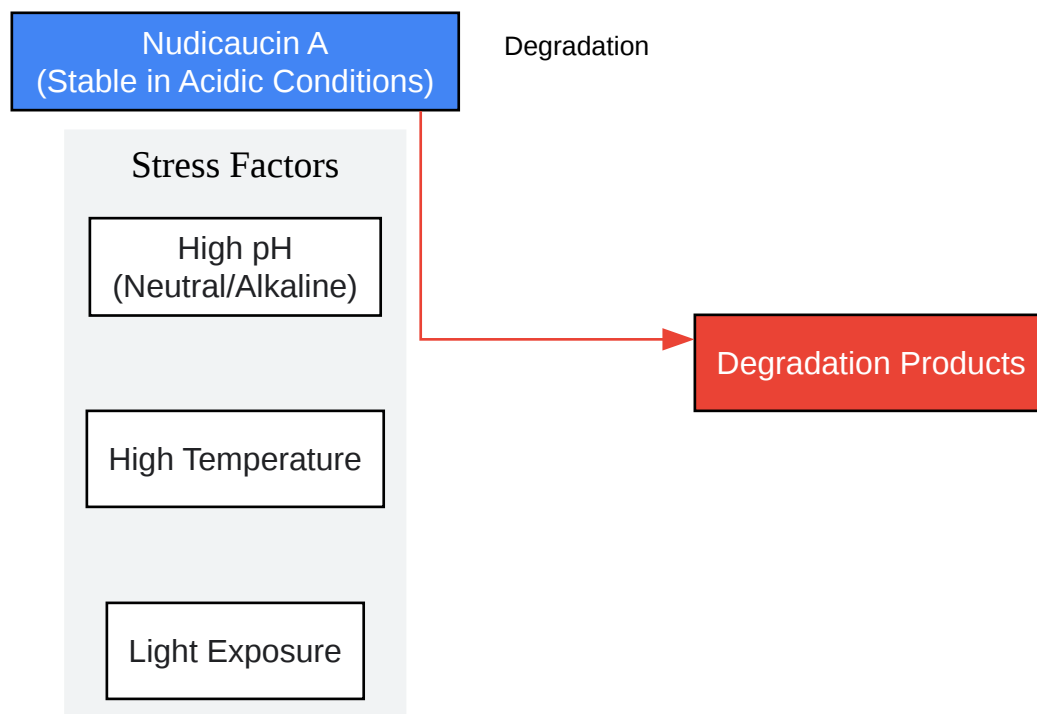 Nudicaucin A
(Stable in Acidic Conditions)
Degradation
Stress Factors
High pH
(Neutral/Alkaline)
Degradation Products
High Temperature
Light Exposure